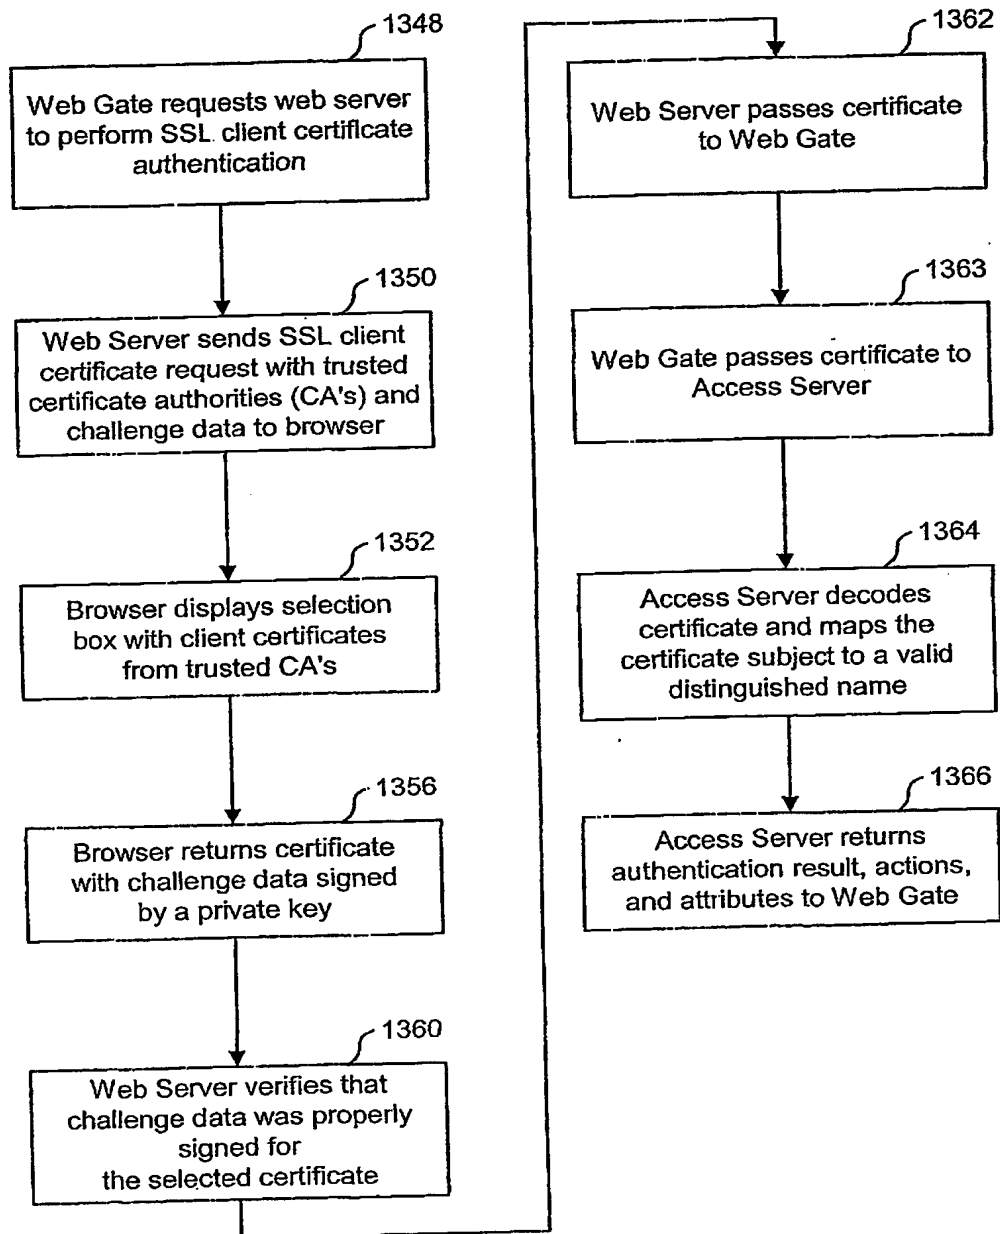 1348
Web Gate requests web server
to perform SSL client certificate
authentication
1350
Web Server sends SSL client
certificate request with trusted
certificate authorities (CA's) and
challenge data to browser
1352
Browser displays selection
box with client certificates
from trusted CA's
1356
Browser returns certificate
with challenge data signed
by a private key
1360
Web Server verifies that
challenge data was properly
signed for
the selected certificate
1362
Web Server passes certificate
to Web Gate
1363
Web Gate passes certificate to
Access Server
1364
Access Server decodes
certificate and maps the
certificate subject to a valid
distinguished name
1366
Access Server returns
authentication result, actions,
and attributes to Web Gate